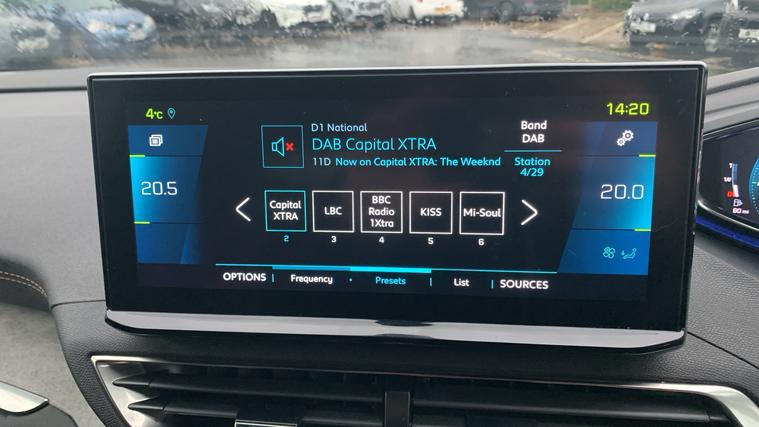 4°C
14:20
D1 National
DAB Capital XTRA
11D Now on Capital XTRA: The Weeknd
Band
DAB
Station
4/29
20.5
20.0
Capital
XTRA
2
LBC
3
BBC
Radio
1Xtra
4
KISS
5
Mi-Soul
6
OPTIONS
Frequency
Presets
List
SOURCES
80 mi